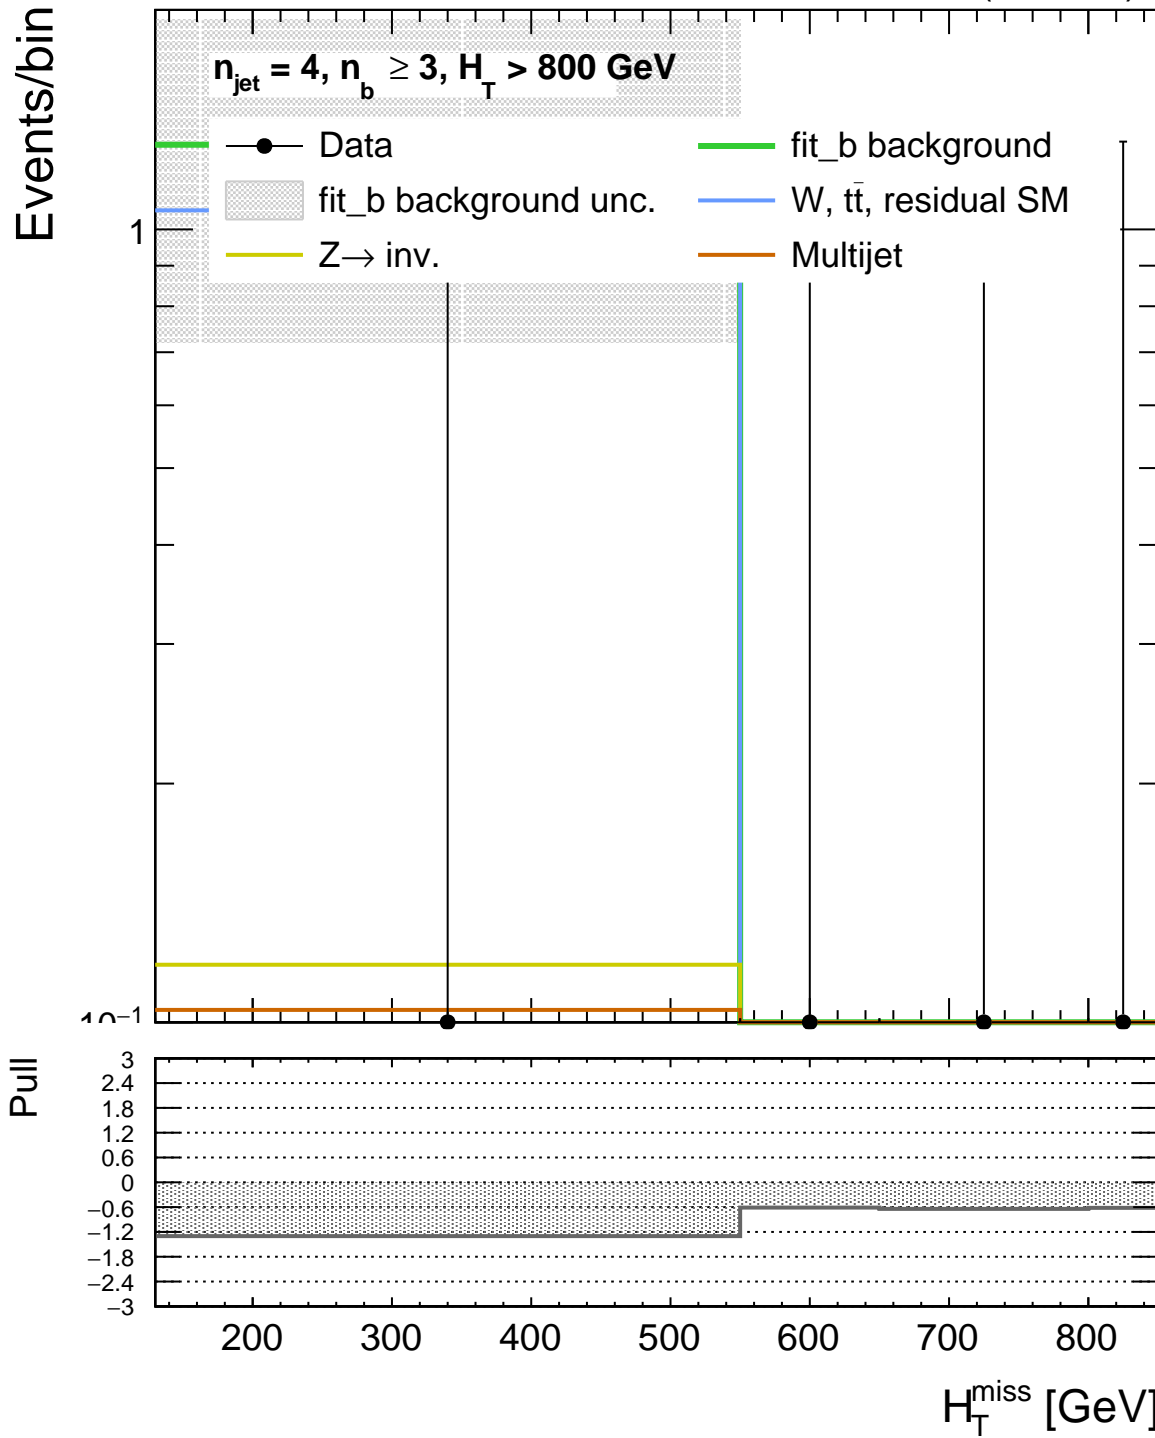 Events/bin
n_jet = 4, n_b ≥ 3, H_T > 800 GeV
Data
fit_b background
fit_b background unc.
W, tt̄, residual SM
Z→ inv.
Multijet
1
10⁻¹
Pull
3
2.4
1.8
1.2
0.6
0
−0.6
−1.2
−1.8
−2.4
−3
200 300 400 500 600 700 800
H_T^miss [GeV]